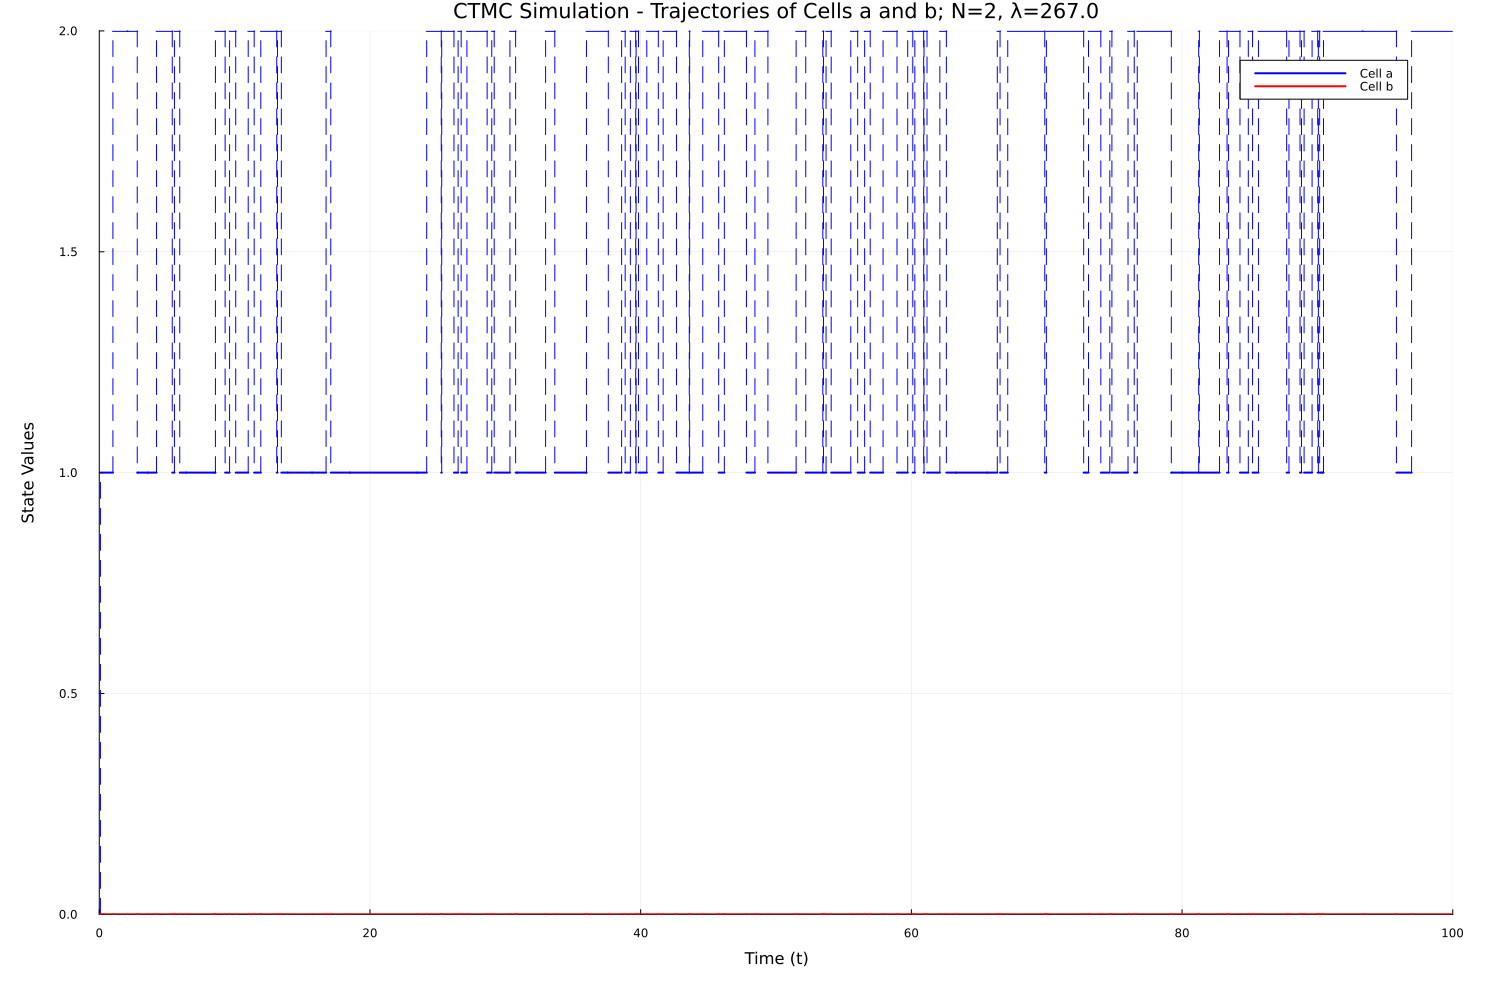 CTMC Simulation - Trajectories of Cells a and b; N=2, λ=267.0
2.0
Cell a
Cell b
1.5
1.0
State Values
0.5
0.0
0 20 40 60 80 100
Time (t)